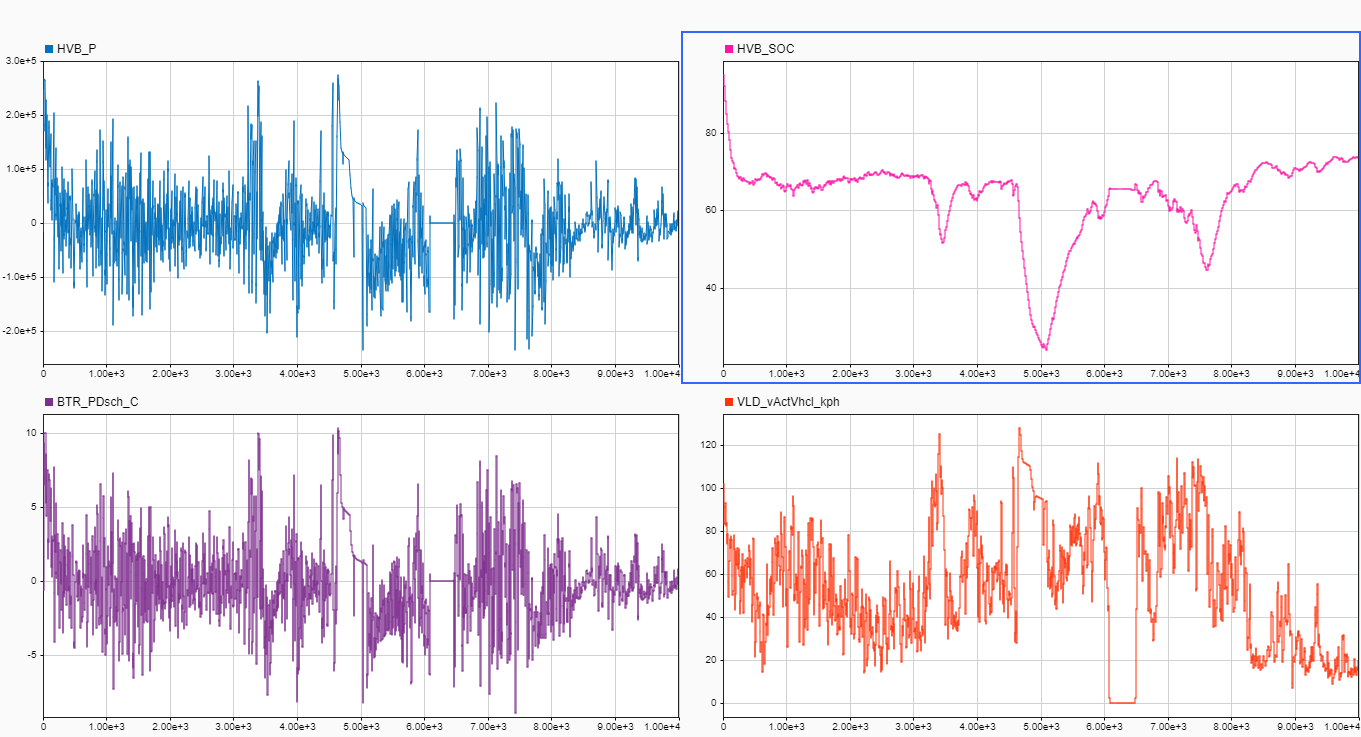 HVB_P
3.0e+5
2.0e+5
1.0e+5
0
-1.0e+5
-2.0e+5
0 1.00e+3 2.00e+3 3.00e+3 4.00e+3 5.00e+3 6.00e+3 7.00e+3 8.00e+3 9.00e+3 1.00e+4
HVB_SOC
80
60
40
0 1.00e+3 2.00e+3 3.00e+3 4.00e+3 5.00e+3 6.00e+3 7.00e+3 8.00e+3 9.00e+3 1.00e+4
BTR_PDsch_C
10
5
0
-5
0 1.00e+3 2.00e+3 3.00e+3 4.00e+3 5.00e+3 6.00e+3 7.00e+3 8.00e+3 9.00e+3 1.00e+4
VLD_vActVhcl_kph
120
100
80
60
40
20
0
0 1.00e+3 2.00e+3 3.00e+3 4.00e+3 5.00e+3 6.00e+3 7.00e+3 8.00e+3 9.00e+3 1.00e+4